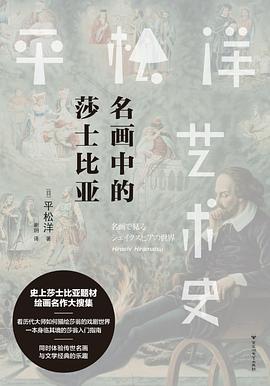 平松洋艺术史
名画中的
莎士比亚
名画で見る
シェイクスピアの世界
Hiroshi Hiramatsu
[日] 平松洋 著
谢玥 译
史上莎士比亚题材
绘画名作大搜集
看历代大师如何描绘莎翁的戏剧世界
一本身临其境的莎翁入门指南
同时体验传世名画
与文学经典的乐趣